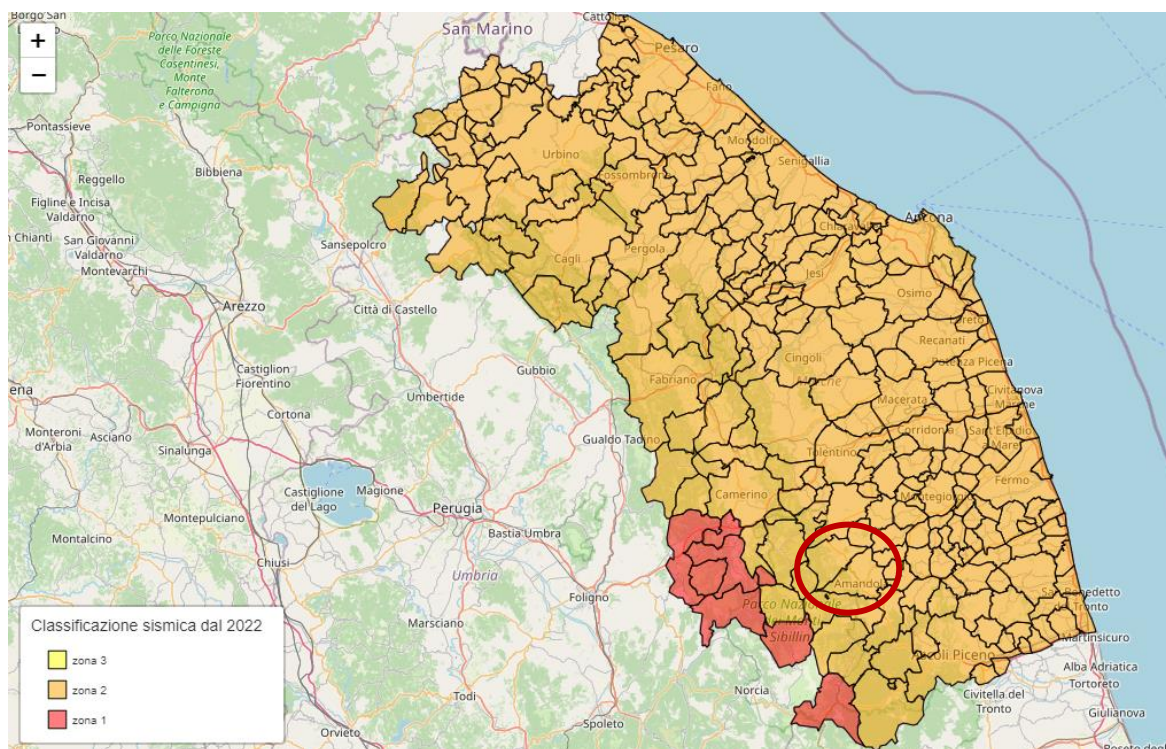 Borgo San
Cattoli
San Marino
+
−
Parco Nazionale
delle Foreste
Casentinesi,
Monte
Falterona
e Campigna
Pesaro
Fano
Pontassieve
Mondolfo
Urbino
Senigallia
Bibbiena
Fossombrone
Reggello
Figline e Incisa
Valdarno
Ancona
Chiaravalle
n Chianti
San Giovanni
Valdarno
Sansepolcro
Pergola
Montevarchi
Cagli
Jesi
Osimo
Arezzo
Città di Castello
Loreto
Recanati
Cingoli
Marche
Potenza Picena
Castiglion
Fiorentino
Gubbio
Fabriano
Civitanova
Marche
ena
Umbertide
Macerata
Cortona
Corridonia
Sant'Elpidio
a Mare
Monteroni
d'Arbia
Asciano
Sinalunga
Gualdo Tadino
Tolentino
Fermo
Castiglione
del Lago
Magione
Camerino
Montegiorgio
Montepulciano
Perugia
Bastia Umbra
Montalcino
Chiusi
Umbria
Amandola
Foligno
San Benedetto
del Tronto
Parco Nazionale
dei Monti
Sibillini
Marsciano
Martinsicuro
Ascoli Piceno
Alba Adriatica
Tortoreto
Norcia
Civitella del
Tronto
Todi
Giulianova
Orvieto
Spoleto
Classificazione sismica dal 2022
zona 3
zona 2
zona 1